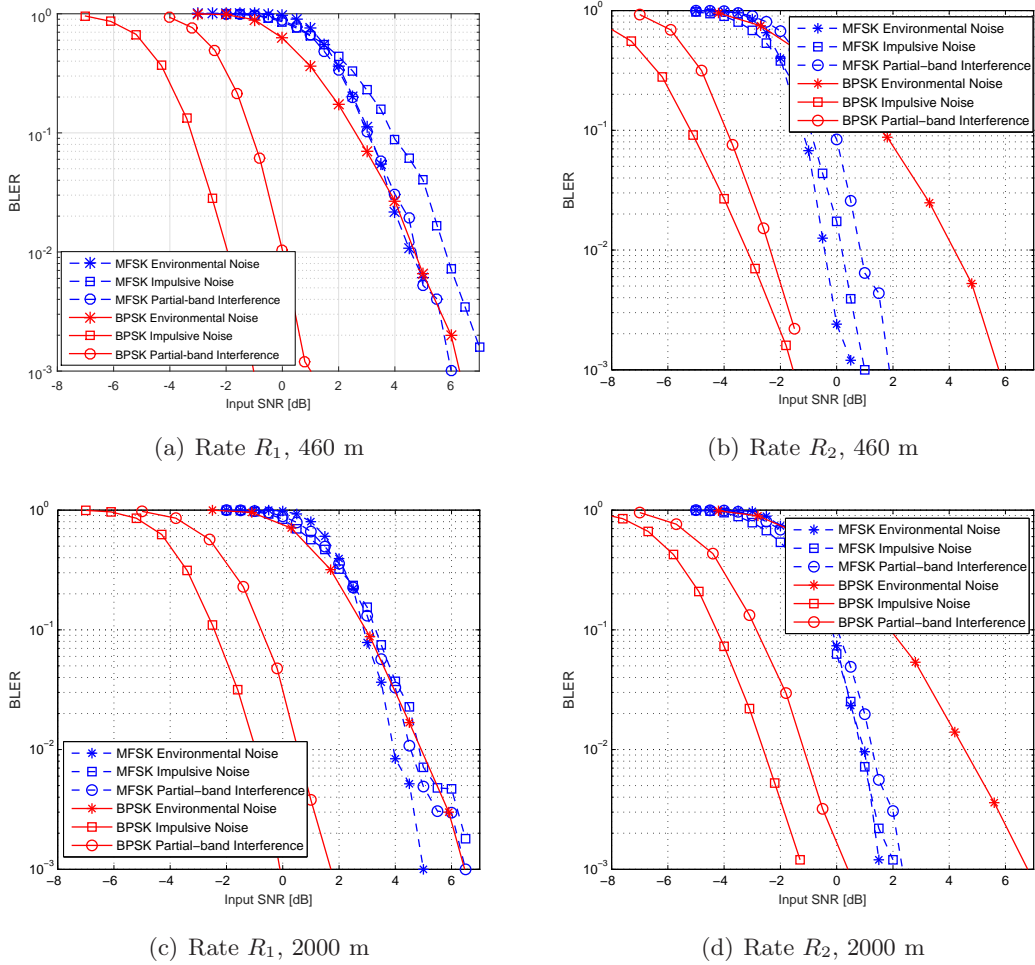 10^0
10^-1
10^-2
10^-3
BLER
MFSK Environmental Noise
MFSK Impulsive Noise
MFSK Partial-band Interference
BPSK Environmental Noise
BPSK Impulsive Noise
BPSK Partial-band Interference
-8 -6 -4 -2 0 2 4 6
Input SNR [dB]
(a) Rate R_1, 460 m
10^0
10^-1
10^-2
10^-3
BLER
MFSK Environmental Noise
MFSK Impulsive Noise
MFSK Partial-band Interference
BPSK Environmental Noise
BPSK Impulsive Noise
BPSK Partial-band Interference
-8 -6 -4 -2 0 2 4 6
Input SNR [dB]
(b) Rate R_2, 460 m
10^0
10^-1
10^-2
10^-3
BLER
MFSK Environmental Noise
MFSK Impulsive Noise
MFSK Partial-band Interference
BPSK Environmental Noise
BPSK Impulsive Noise
BPSK Partial-band Interference
-8 -6 -4 -2 0 2 4 6
Input SNR [dB]
(c) Rate R_1, 2000 m
10^0
10^-1
10^-2
10^-3
BLER
MFSK Environmental Noise
MFSK Impulsive Noise
MFSK Partial-band Interference
BPSK Environmental Noise
BPSK Impulsive Noise
BPSK Partial-band Interference
-8 -6 -4 -2 0 2 4 6
Input SNR [dB]
(d) Rate R_2, 2000 m